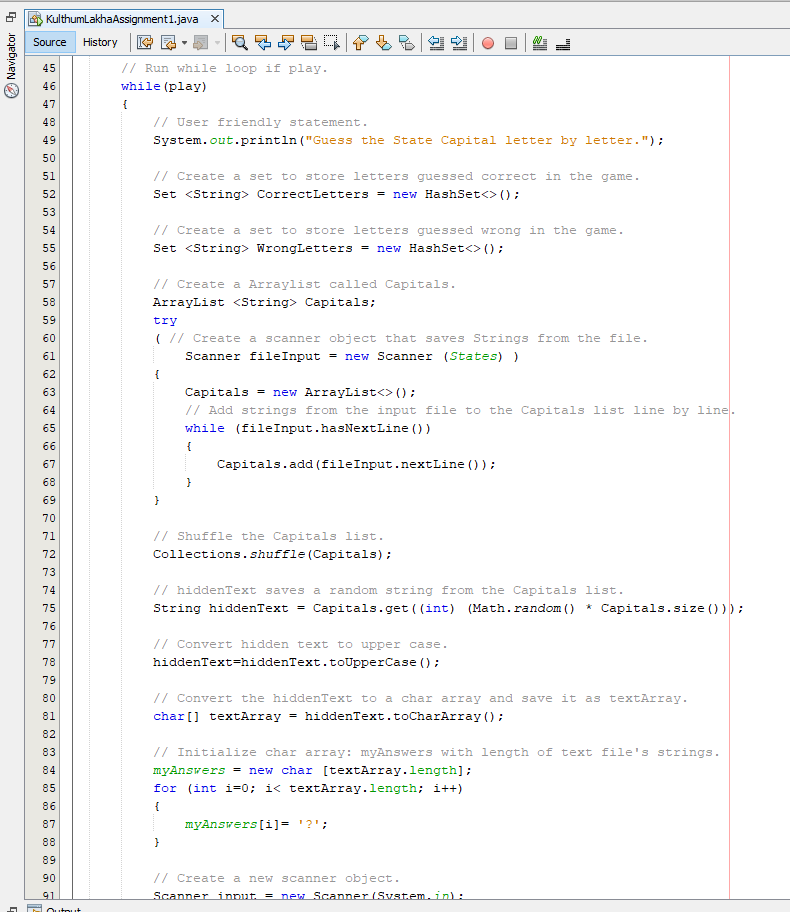 KulthumLakhaAssignment1.java
Navigator
Source History
45 // Run while loop if play.
46 while(play)
47 {
48 // User friendly statement.
49 System.out.println("Guess the State Capital letter by letter.");
50
51 // Create a set to store letters guessed correct in the game.
52 Set <String> CorrectLetters = new HashSet<>();
53
54 // Create a set to store letters guessed wrong in the game.
55 Set <String> WrongLetters = new HashSet<>();
56
57 // Create a Arraylist called Capitals.
58 ArrayList <String> Capitals;
59 try
60 ( // Create a scanner object that saves Strings from the file.
61 Scanner fileInput = new Scanner (States) )
62 {
63 Capitals = new ArrayList<>();
64 // Add strings from the input file to the Capitals list line by line.
65 while (fileInput.hasNextLine())
66 {
67 Capitals.add(fileInput.nextLine());
68 }
69 }
70
71 // Shuffle the Capitals list.
72 Collections.shuffle(Capitals);
73
74 // hiddenText saves a random string from the Capitals list.
75 String hiddenText = Capitals.get((int) (Math.random() * Capitals.size()));
76
77 // Convert hidden text to upper case.
78 hiddenText=hiddenText.toUpperCase();
79
80 // Convert the hiddenText to a char array and save it as textArray.
81 char[] textArray = hiddenText.toCharArray();
82
83 // Initialize char array: myAnswers with length of text file's strings.
84 myAnswers = new char [textArray.length];
85 for (int i=0; i< textArray.length; i++)
86 {
87 myAnswers[i]= '?';
88 }
89
90 // Create a new scanner object.
91 Scanner input = new Scanner(System.in);
Output